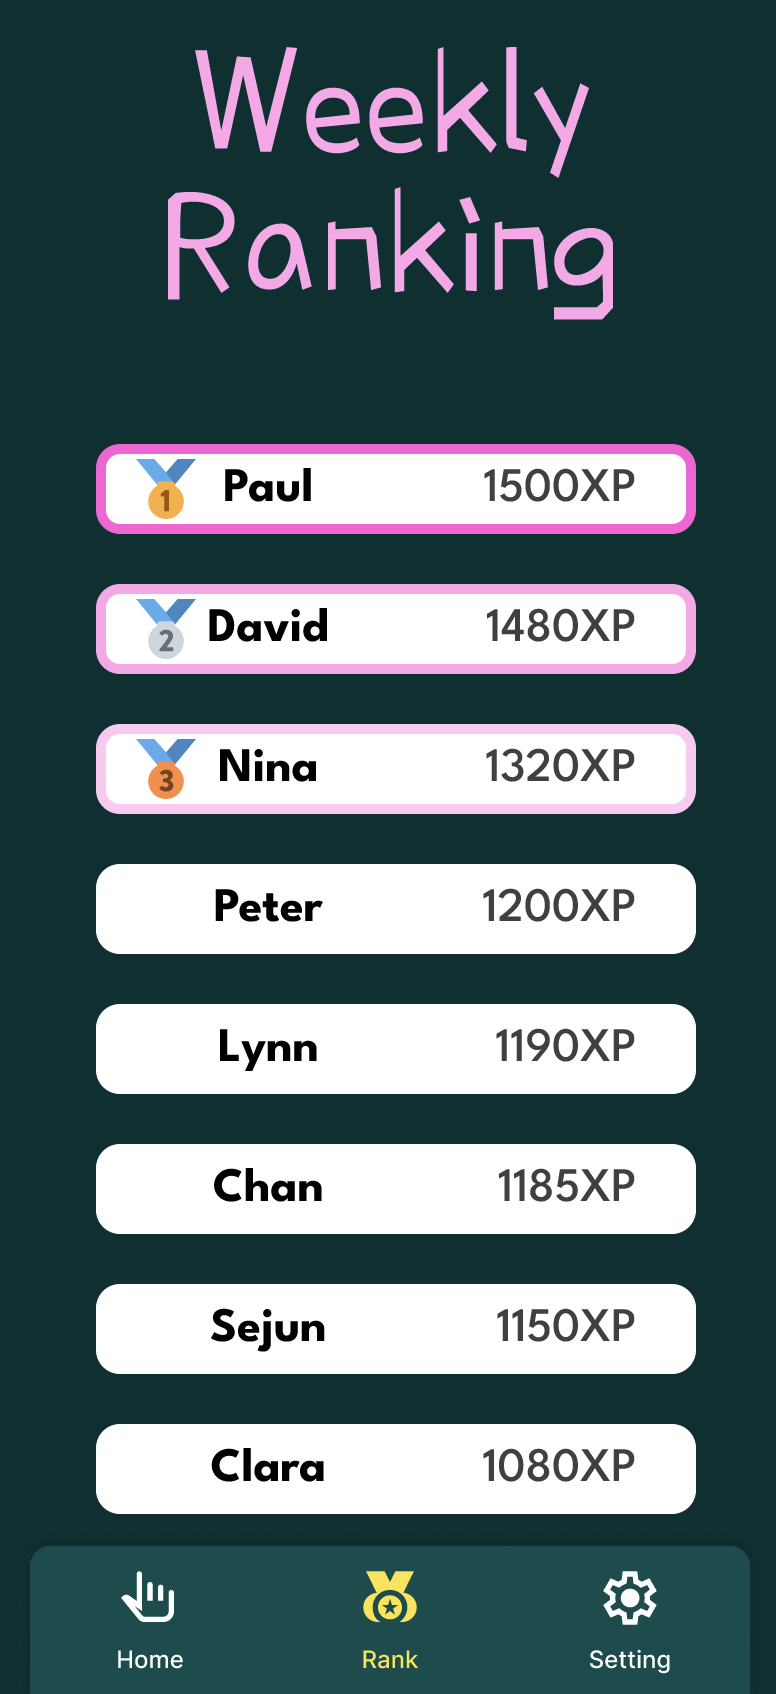 Weekly
Ranking
1 Paul 1500XP
2 David 1480XP
3 Nina 1320XP
Peter 1200XP
Lynn 1190XP
Chan 1185XP
Sejun 1150XP
Clara 1080XP
Home Rank Setting